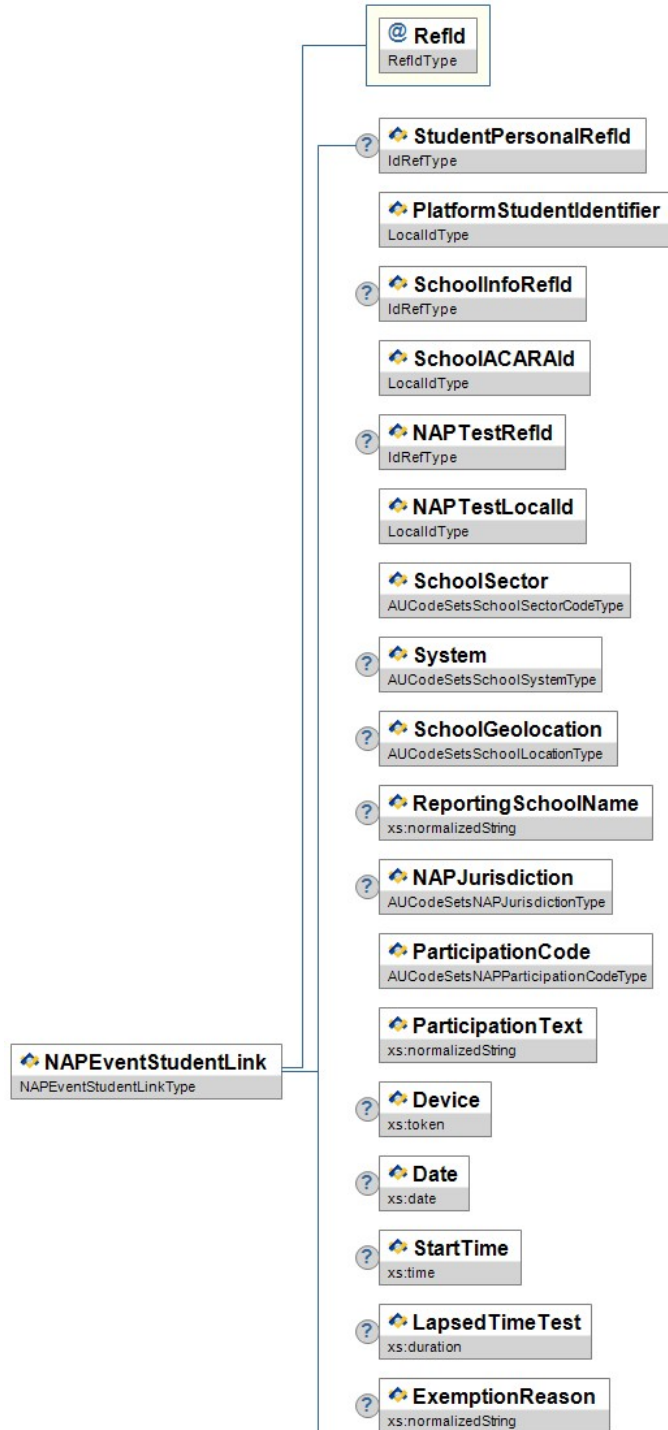 @ RefId
RefIdType
? StudentPersonalRefId
IdRefType
PlatformStudentIdentifier
LocalIdType
? SchoolInfoRefId
IdRefType
SchoolACARAId
LocalIdType
? NAPTestRefId
IdRefType
NAPTestLocalId
LocalIdType
SchoolSector
AUCodeSetsSchoolSectorCodeType
? System
AUCodeSetsSchoolSystemType
? SchoolGeolocation
AUCodeSetsSchoolLocationType
? ReportingSchoolName
xs:normalizedString
? NAPJurisdiction
AUCodeSetsNAPJurisdictionType
ParticipationCode
AUCodeSetsNAPParticipationCodeType
ParticipationText
xs:normalizedString
NAPEventStudentLink
NAPEventStudentLinkType
? Device
xs:token
? Date
xs:date
? StartTime
xs:time
? LapsedTimeTest
xs:duration
? ExemptionReason
xs:normalizedString